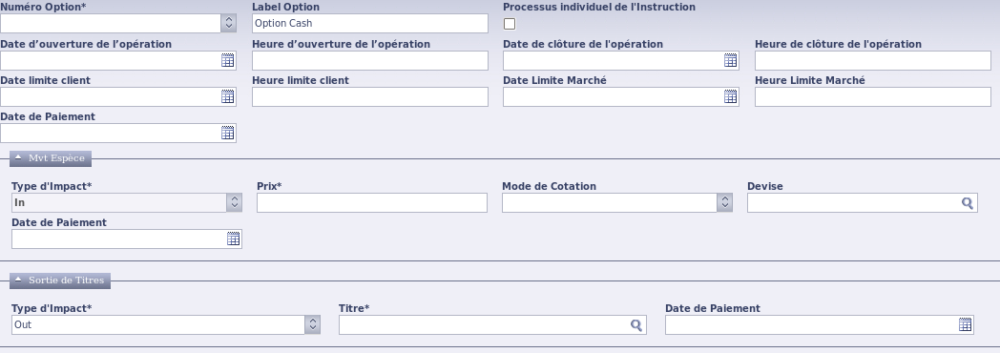 Numéro Option* Label Option Processus individuel de l'Instruction
Option Cash
Date d’ouverture de l’opération Heure d’ouverture de l’opération Date de clôture de l'opération Heure de clôture de l'opération
Date limite client Heure limite client Date Limite Marché Heure Limite Marché
Date de Paiement
Mvt Espèce
Type d'Impact* Prix* Mode de Cotation Devise
In
Date de Paiement
Sortie de Titres
Type d'Impact* Titre* Date de Paiement
Out